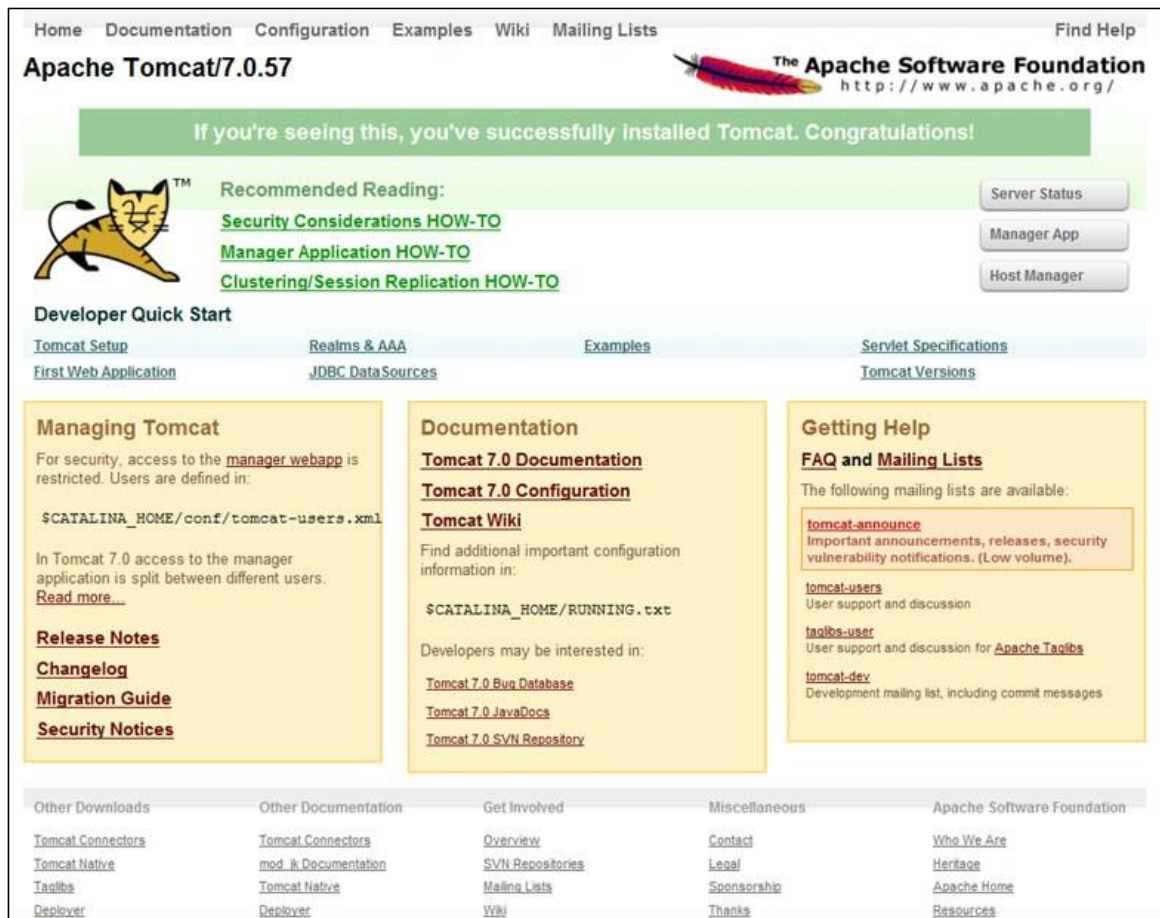 Home Documentation Configuration Examples Wiki Mailing Lists Find Help
Apache Tomcat/7.0.57
The Apache Software Foundation
http://www.apache.org/
If you're seeing this, you've successfully installed Tomcat. Congratulations!
TM
Recommended Reading:
Security Considerations HOW-TO
Manager Application HOW-TO
Clustering/Session Replication HOW-TO
Server Status
Manager App
Host Manager
Developer Quick Start
Tomcat Setup Realms & AAA Examples Servlet Specifications
First Web Application JDBC DataSources Tomcat Versions
Managing Tomcat
For security, access to the manager webapp is
restricted. Users are defined in:
$CATALINA_HOME/conf/tomcat-users.xml
In Tomcat 7.0 access to the manager
application is split between different users.
Read more...
Release Notes
Changelog
Migration Guide
Security Notices
Documentation
Tomcat 7.0 Documentation
Tomcat 7.0 Configuration
Tomcat Wiki
Find additional important configuration
information in:
$CATALINA_HOME/RUNNING.txt
Developers may be interested in:
Tomcat 7.0 Bug Database
Tomcat 7.0 JavaDocs
Tomcat 7.0 SVN Repository
Getting Help
FAQ and Mailing Lists
The following mailing lists are available:
tomcat-announce
Important announcements, releases, security
vulnerability notifications. (Low volume).
tomcat-users
User support and discussion
taglibs-user
User support and discussion for Apache Taglibs
tomcat-dev
Development mailing list, including commit messages
Other Downloads Other Documentation Get Involved Miscellaneous Apache Software Foundation
Tomcat Connectors Tomcat Connectors Overview Contact Who We Are
Tomcat Native mod_jk Documentation SVN Repositories Legal Heritage
Taglibs Tomcat Native Mailing Lists Sponsorship Apache Home
Deployer Deployer Wiki Thanks Resources